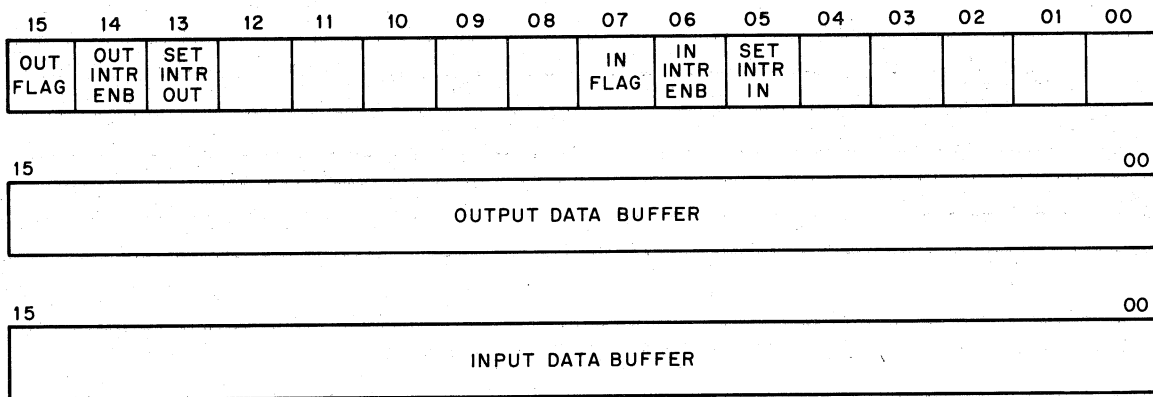 15 14 13 12 11 10 09 08 07 06 05 04 03 02 01 00
OUT FLAG OUT INTR ENB SET INTR OUT IN FLAG IN INTR ENB SET INTR IN
15 00
OUTPUT DATA BUFFER
15 00
INPUT DATA BUFFER